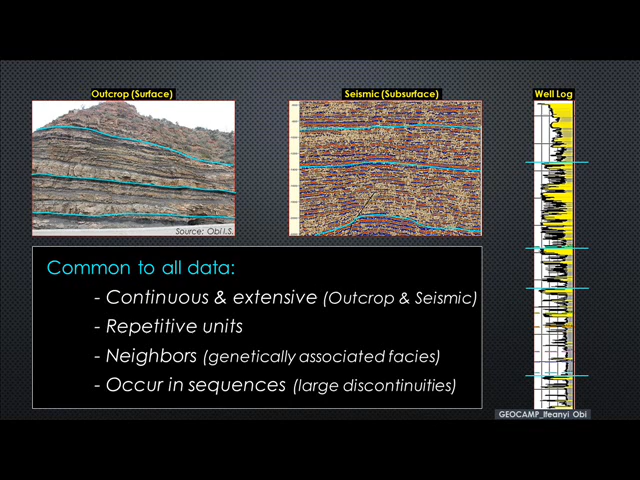 Outcrop (Surface)
Seismic (Subsurface)
Well Log
Source: Obi I.S.
Common to all data:
- Continuous & extensive (Outcrop & Seismic)
- Repetitive units
- Neighbors (genetically associated facies)
- Occur in sequences (large discontinuities)
GEOCAMP_Ifeanyi Obi